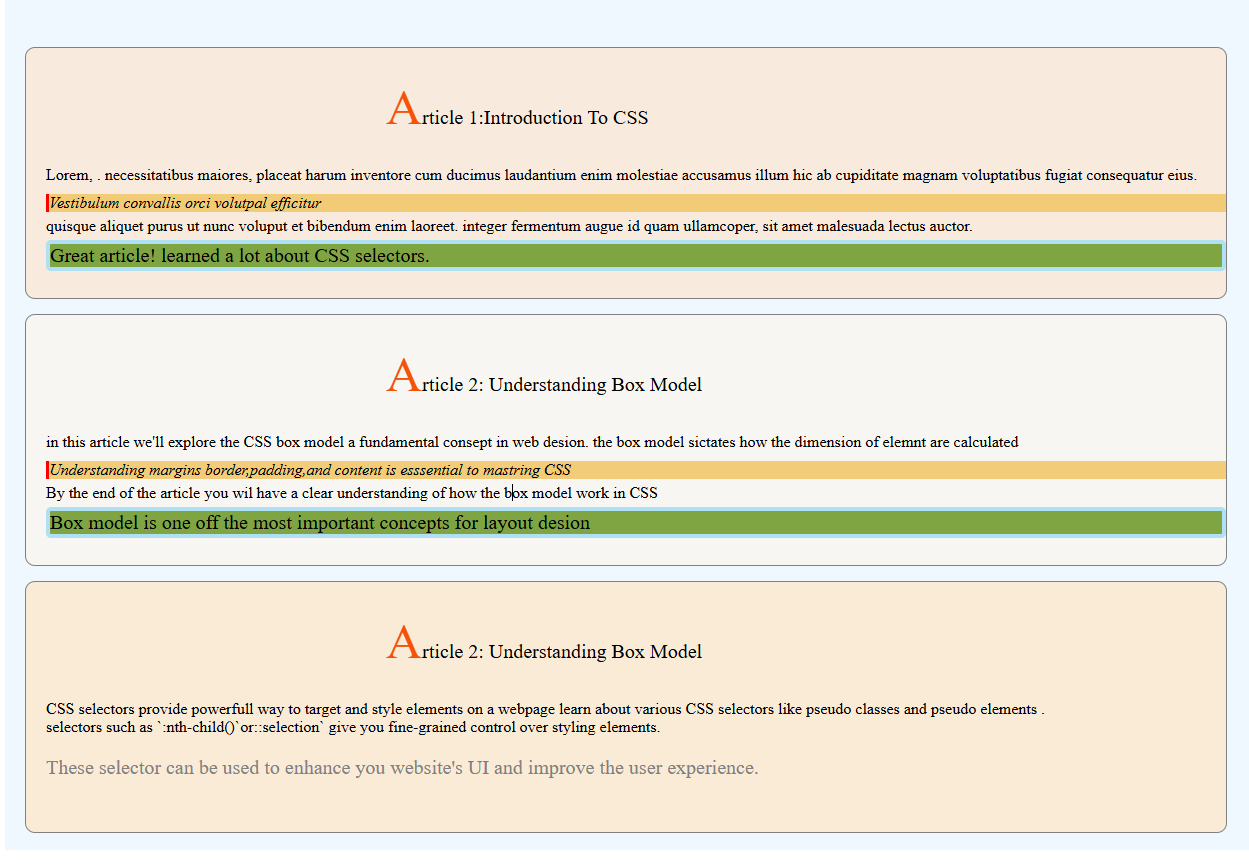 Article 1:Introduction To CSS
Lorem, . necessitatibus maiores, placeat harum inventore cum ducimus laudantium enim molestiae accusamus illum hic ab cupiditate magnam voluptatibus fugiat consequatur eius.
Vestibulum convallis orci volutpal efficitur
quisque aliquet purus ut nunc voluput et bibendum enim laoreet. integer fermentum augue id quam ullamcoper, sit amet malesuada lectus auctor.
Great article! learned a lot about CSS selectors.
Article 2: Understanding Box Model
in this article we'll explore the CSS box model a fundamental consept in web desion. the box model sictates how the dimension of elemnt are calculated
Understanding margins border,padding,and content is esssential to mastring CSS
By the end of the article you wil have a clear understanding of how the box model work in CSS
Box model is one off the most important concepts for layout desion
Article 2: Understanding Box Model
CSS selectors provide powerfull way to target and style elements on a webpage learn about various CSS selectors like pseudo classes and pseudo elements .
selectors such as `:nth-child()`or::selection` give you fine-grained control over styling elements.
These selector can be used to enhance you website's UI and improve the user experience.